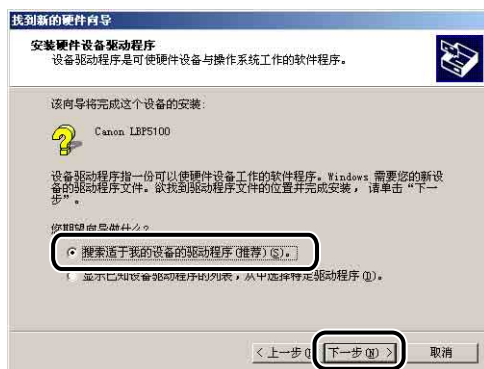 找到新的硬件向导
安装硬件设备驱动程序
设备驱动程序是可使硬件设备与操作系统工作的软件程序。
该向导将完成这个设备的安装:
Canon LBP5100
设备驱动程序指一份可以使硬件设备工作的软件程序。Windows 需要您的新设
备的驱动程序文件。欲找到驱动程序文件的位置并完成安装，请单击“下一
步”。
您期望向导做什么?
搜索适于我的设备的驱动程序(推荐)(S)。
显示已知设备驱动程序的列表，从中选择特定驱动程序(D)。
<上一步(
下一步(N) >
取消